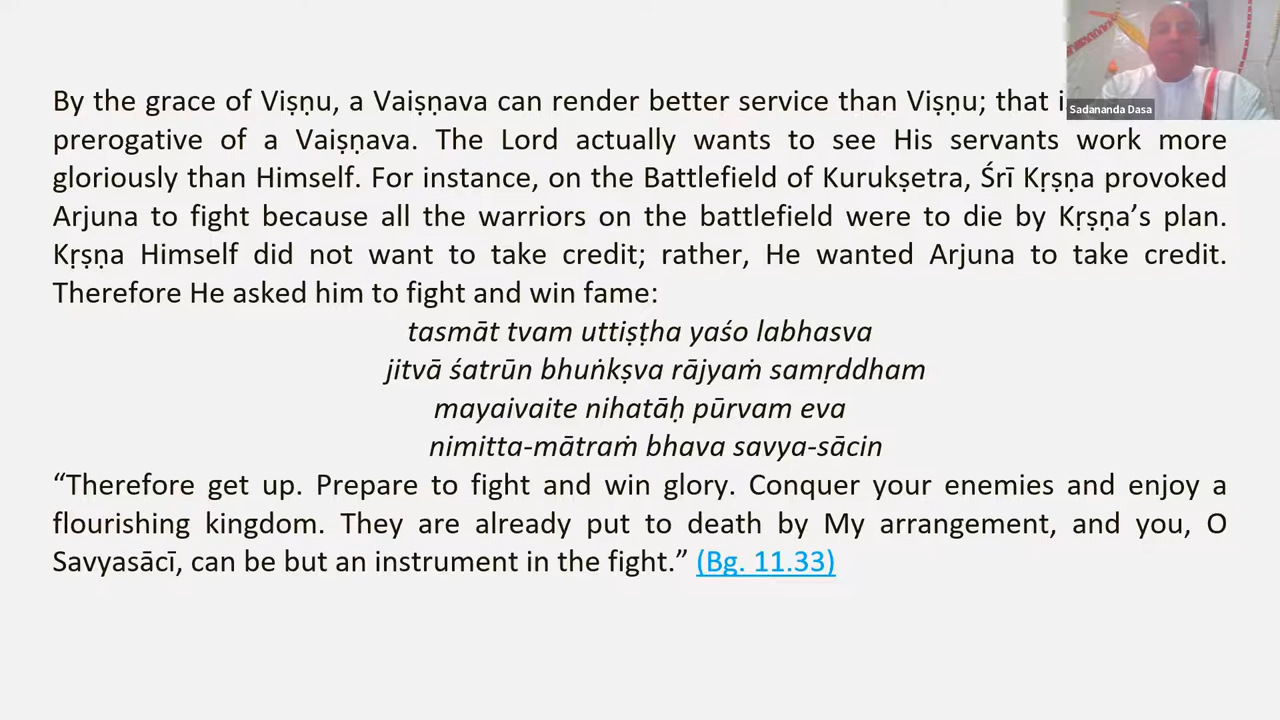 By the grace of Viṣṇu, a Vaiṣṇava can render better service than Viṣṇu; that
Sadananda Dasa
prerogative of a Vaiṣṇava. The Lord actually wants to see His servants work more
gloriously than Himself. For instance, on the Battlefield of Kurukṣetra, Śrī Kṛṣṇa provoked
Arjuna to fight because all the warriors on the battlefield were to die by Kṛṣṇa’s plan.
Kṛṣṇa Himself did not want to take credit; rather, He wanted Arjuna to take credit.
Therefore He asked him to fight and win fame:
tasmāt tvam uttiṣṭha yaśo labhasva
jitvā śatrūn bhuṅkṣva rājyaṁ samṛddham
mayaivaite nihatāḥ pūrvam eva
nimitta-mātraṁ bhava savya-sācin
“Therefore get up. Prepare to fight and win glory. Conquer your enemies and enjoy a
flourishing kingdom. They are already put to death by My arrangement, and you, O
Savyasācī, can be but an instrument in the fight.” (Bg. 11.33)